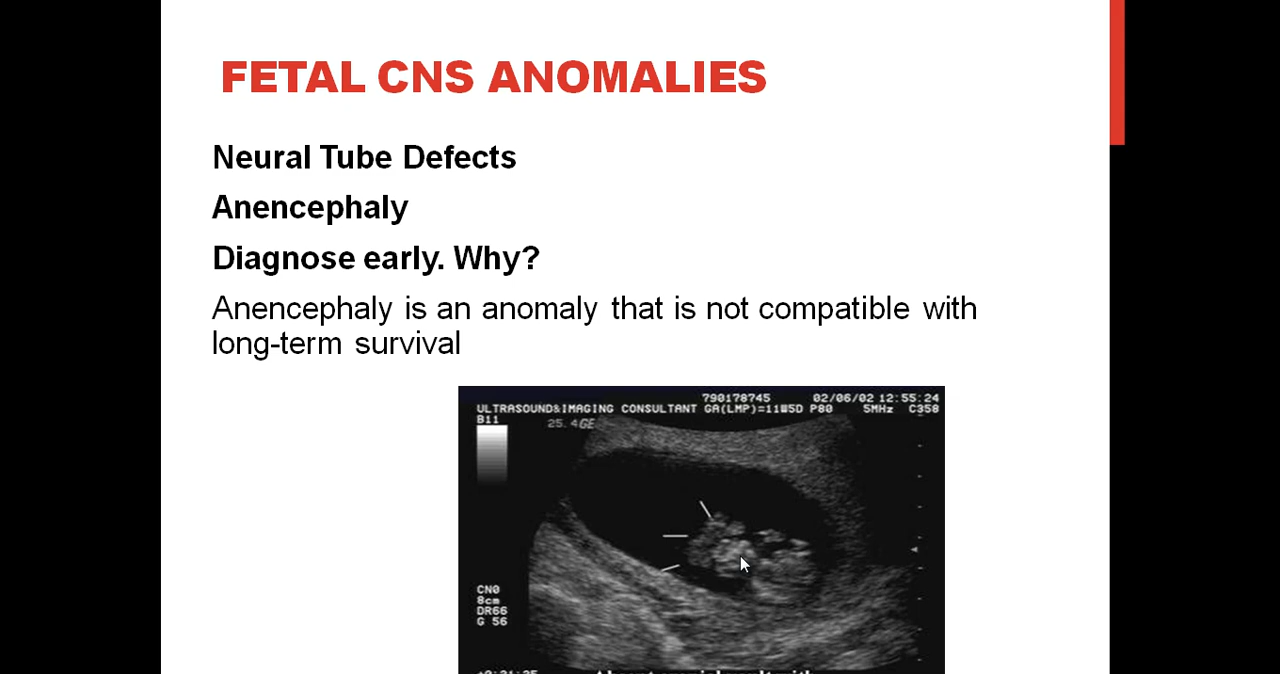 FETAL CNS ANOMALIES
Neural Tube Defects
Anencephaly
Diagnose early. Why?
Anencephaly is an anomaly that is not compatible with
long-term survival
790178745 02/06/02 12:55:24
ULTRASOUND&IMAGING CONSULTANT GA(LMP)=11W5D P80 5MHz C358
B11
25.4GE
CN0
8cm
DR66
G 56